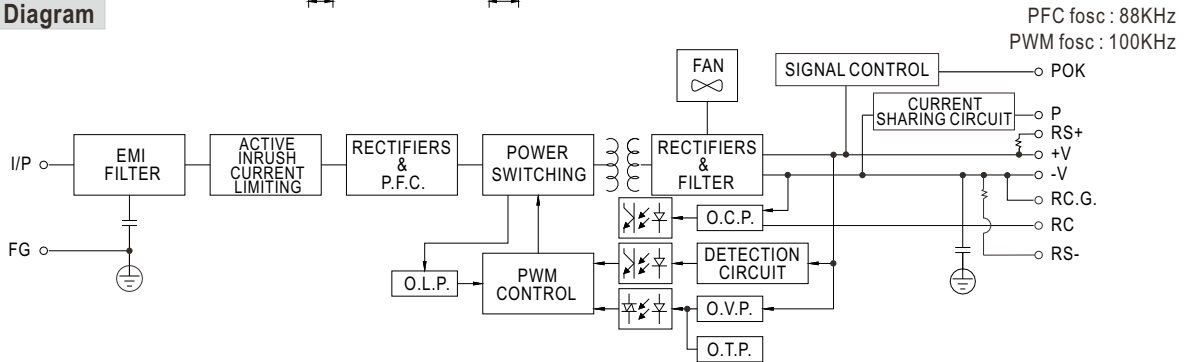 Diagram
PFC fosc : 88KHz
PWM fosc : 100KHz
FAN
SIGNAL CONTROL
POK
CURRENT
SHARING CIRCUIT
P
RS+
I/P
EMI
FILTER
ACTIVE
INRUSH
CURRENT
LIMITING
RECTIFIERS
&
P.F.C.
POWER
SWITCHING
RECTIFIERS
&
FILTER
+V
-V
RC.G.
O.C.P.
RC
FG
DETECTION
CIRCUIT
RS-
O.L.P.
PWM
CONTROL
O.V.P.
O.T.P.